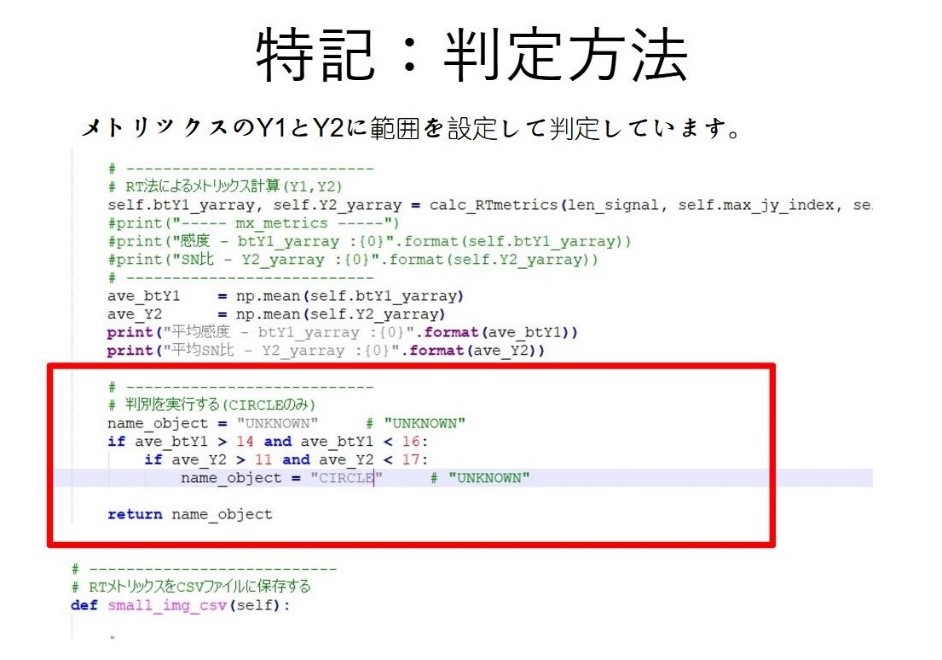 特記：判定方法
メトリックスのY1とY2に範囲を設定して判定しています。
# ---------------------------
# RT法によるメトリックス計算(Y1,Y2)
self.btY1_yarray, self.Y2_yarray = calc_RTmetrics(len_signal, self.max_jy_index, se
#print("----- mx_metrics -----")
#print("感度 - btY1_yarray :{0}".format(self.btY1_yarray))
#print("SN比 - Y2_yarray :{0}".format(self.Y2_yarray))
# ---------------------------
ave_btY1    = np.mean(self.btY1_yarray)
ave_Y2      = np.mean(self.Y2_yarray)
print("平均感度 - btY1_yarray :{0}".format(ave_btY1))
print("平均SN比 - Y2_yarray :{0}".format(ave_Y2))
# ---------------------------
# 判別を実行する(CIRCLEのみ)
name_object = "UNKNOWN"     # "UNKNOWN"
if ave_btY1 > 14 and ave_btY1 < 16:
if ave_Y2 > 11 and ave_Y2 < 17:
name_object = "CIRCLE"     # "UNKNOWN"
return name_object
# ---------------------------
# RTメトリックスをCSVファイルに保存する
def small_img_csv(self):